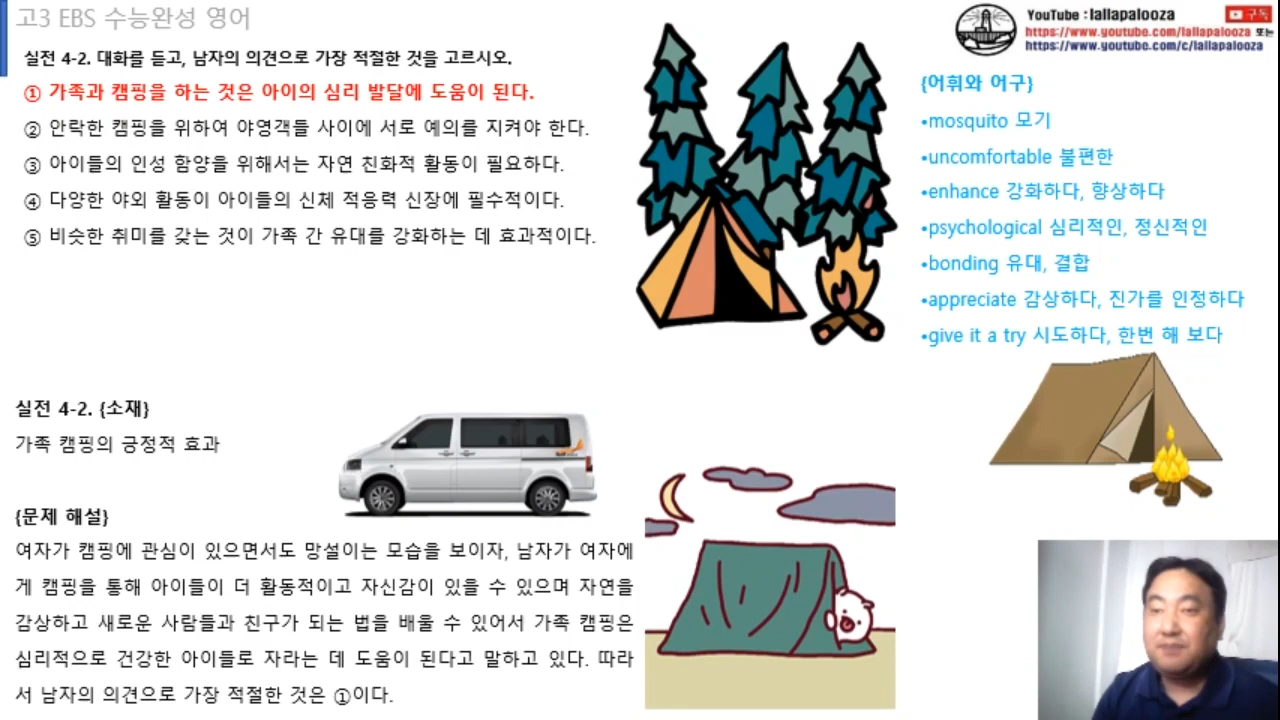 고3 EBS 수능완성 영어
실전 4-2. 대화를 듣고, 남자의 의견으로 가장 적절한 것을 고르시오.
① 가족과 캠핑을 하는 것은 아이의 심리 발달에 도움이 된다.
② 안락한 캠핑을 위하여 야영객들 사이에 서로 예의를 지켜야 한다.
③ 아이들의 인성 함양을 위해서는 자연 친화적 활동이 필요하다.
④ 다양한 야외 활동이 아이들의 신체 적응력 신장에 필수적이다.
⑤ 비슷한 취미를 갖는 것이 가족 간 유대를 강화하는 데 효과적이다.
YouTube : lallapalooza
구독
https://www.youtube.com/lallapalooza 또는
https://www.youtube.com/c/lallapalooza
{어휘와 어구}
•mosquito 모기
•uncomfortable 불편한
•enhance 강화하다, 향상하다
•psychological 심리적인, 정신적인
•bonding 유대, 결합
•appreciate 감상하다, 진가를 인정하다
•give it a try 시도하다, 한번 해 보다
실전 4-2. {소재}
가족 캠핑의 긍정적 효과
{문제 해설}
여자가 캠핑에 관심이 있으면서도 망설이는 모습을 보이자, 남자가 여자에
게 캠핑을 통해 아이들이 더 활동적이고 자신감이 있을 수 있으며 자연을
감상하고 새로운 사람들과 친구가 되는 법을 배울 수 있어서 가족 캠핑은
심리적으로 건강한 아이들로 자라는 데 도움이 된다고 말하고 있다. 따라
서 남자의 의견으로 가장 적절한 것은 ①이다.